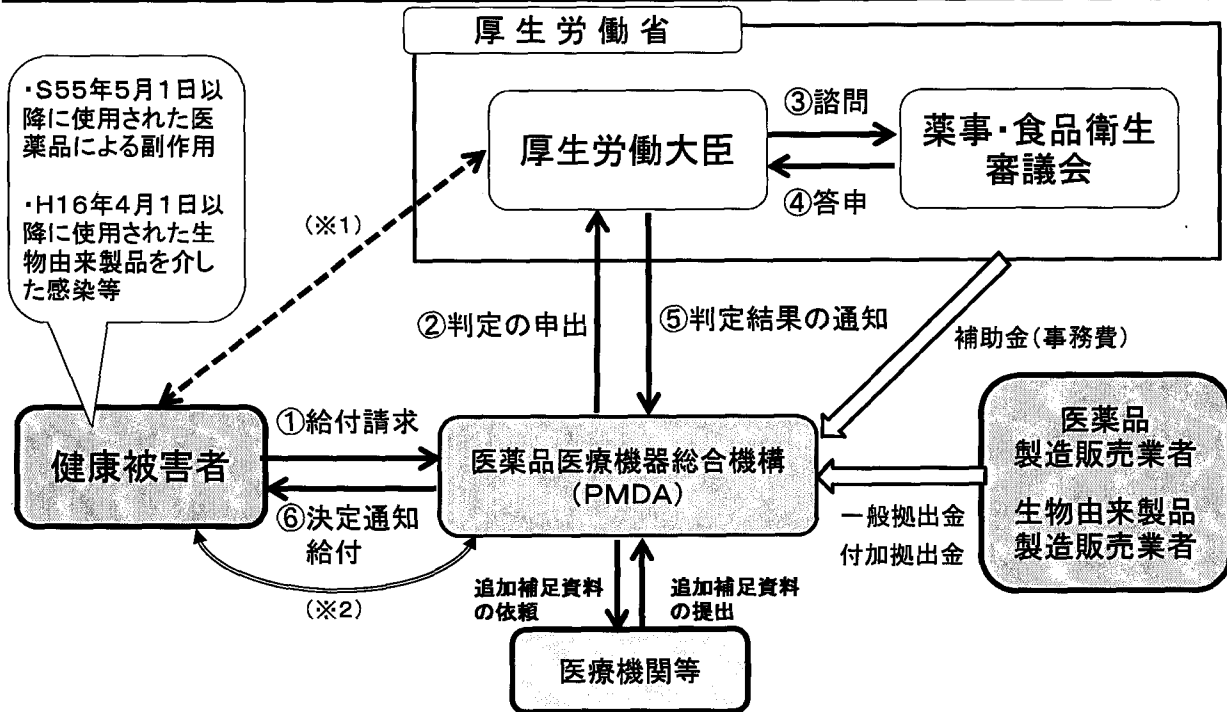 厚生労働省
・S55年5月1日以
降に使用された医
薬品による副作用
・H16年4月1日以
降に使用された生
物由来製品を介し
た感染等
厚生労働大臣
③諮問
④答申
薬事・食品衛生
審議会
(※1)
②判定の申出
⑤判定結果の通知
補助金(事務費)
健康被害者
①給付請求
⑥決定通知
給付
(※2)
医薬品医療機器総合機構
(PMDA)
一般拠出金
付加拠出金
医薬品
製造販売業者
生物由来製品
製造販売業者
追加補足資料
の依頼
追加補足資料
の提出
医療機関等